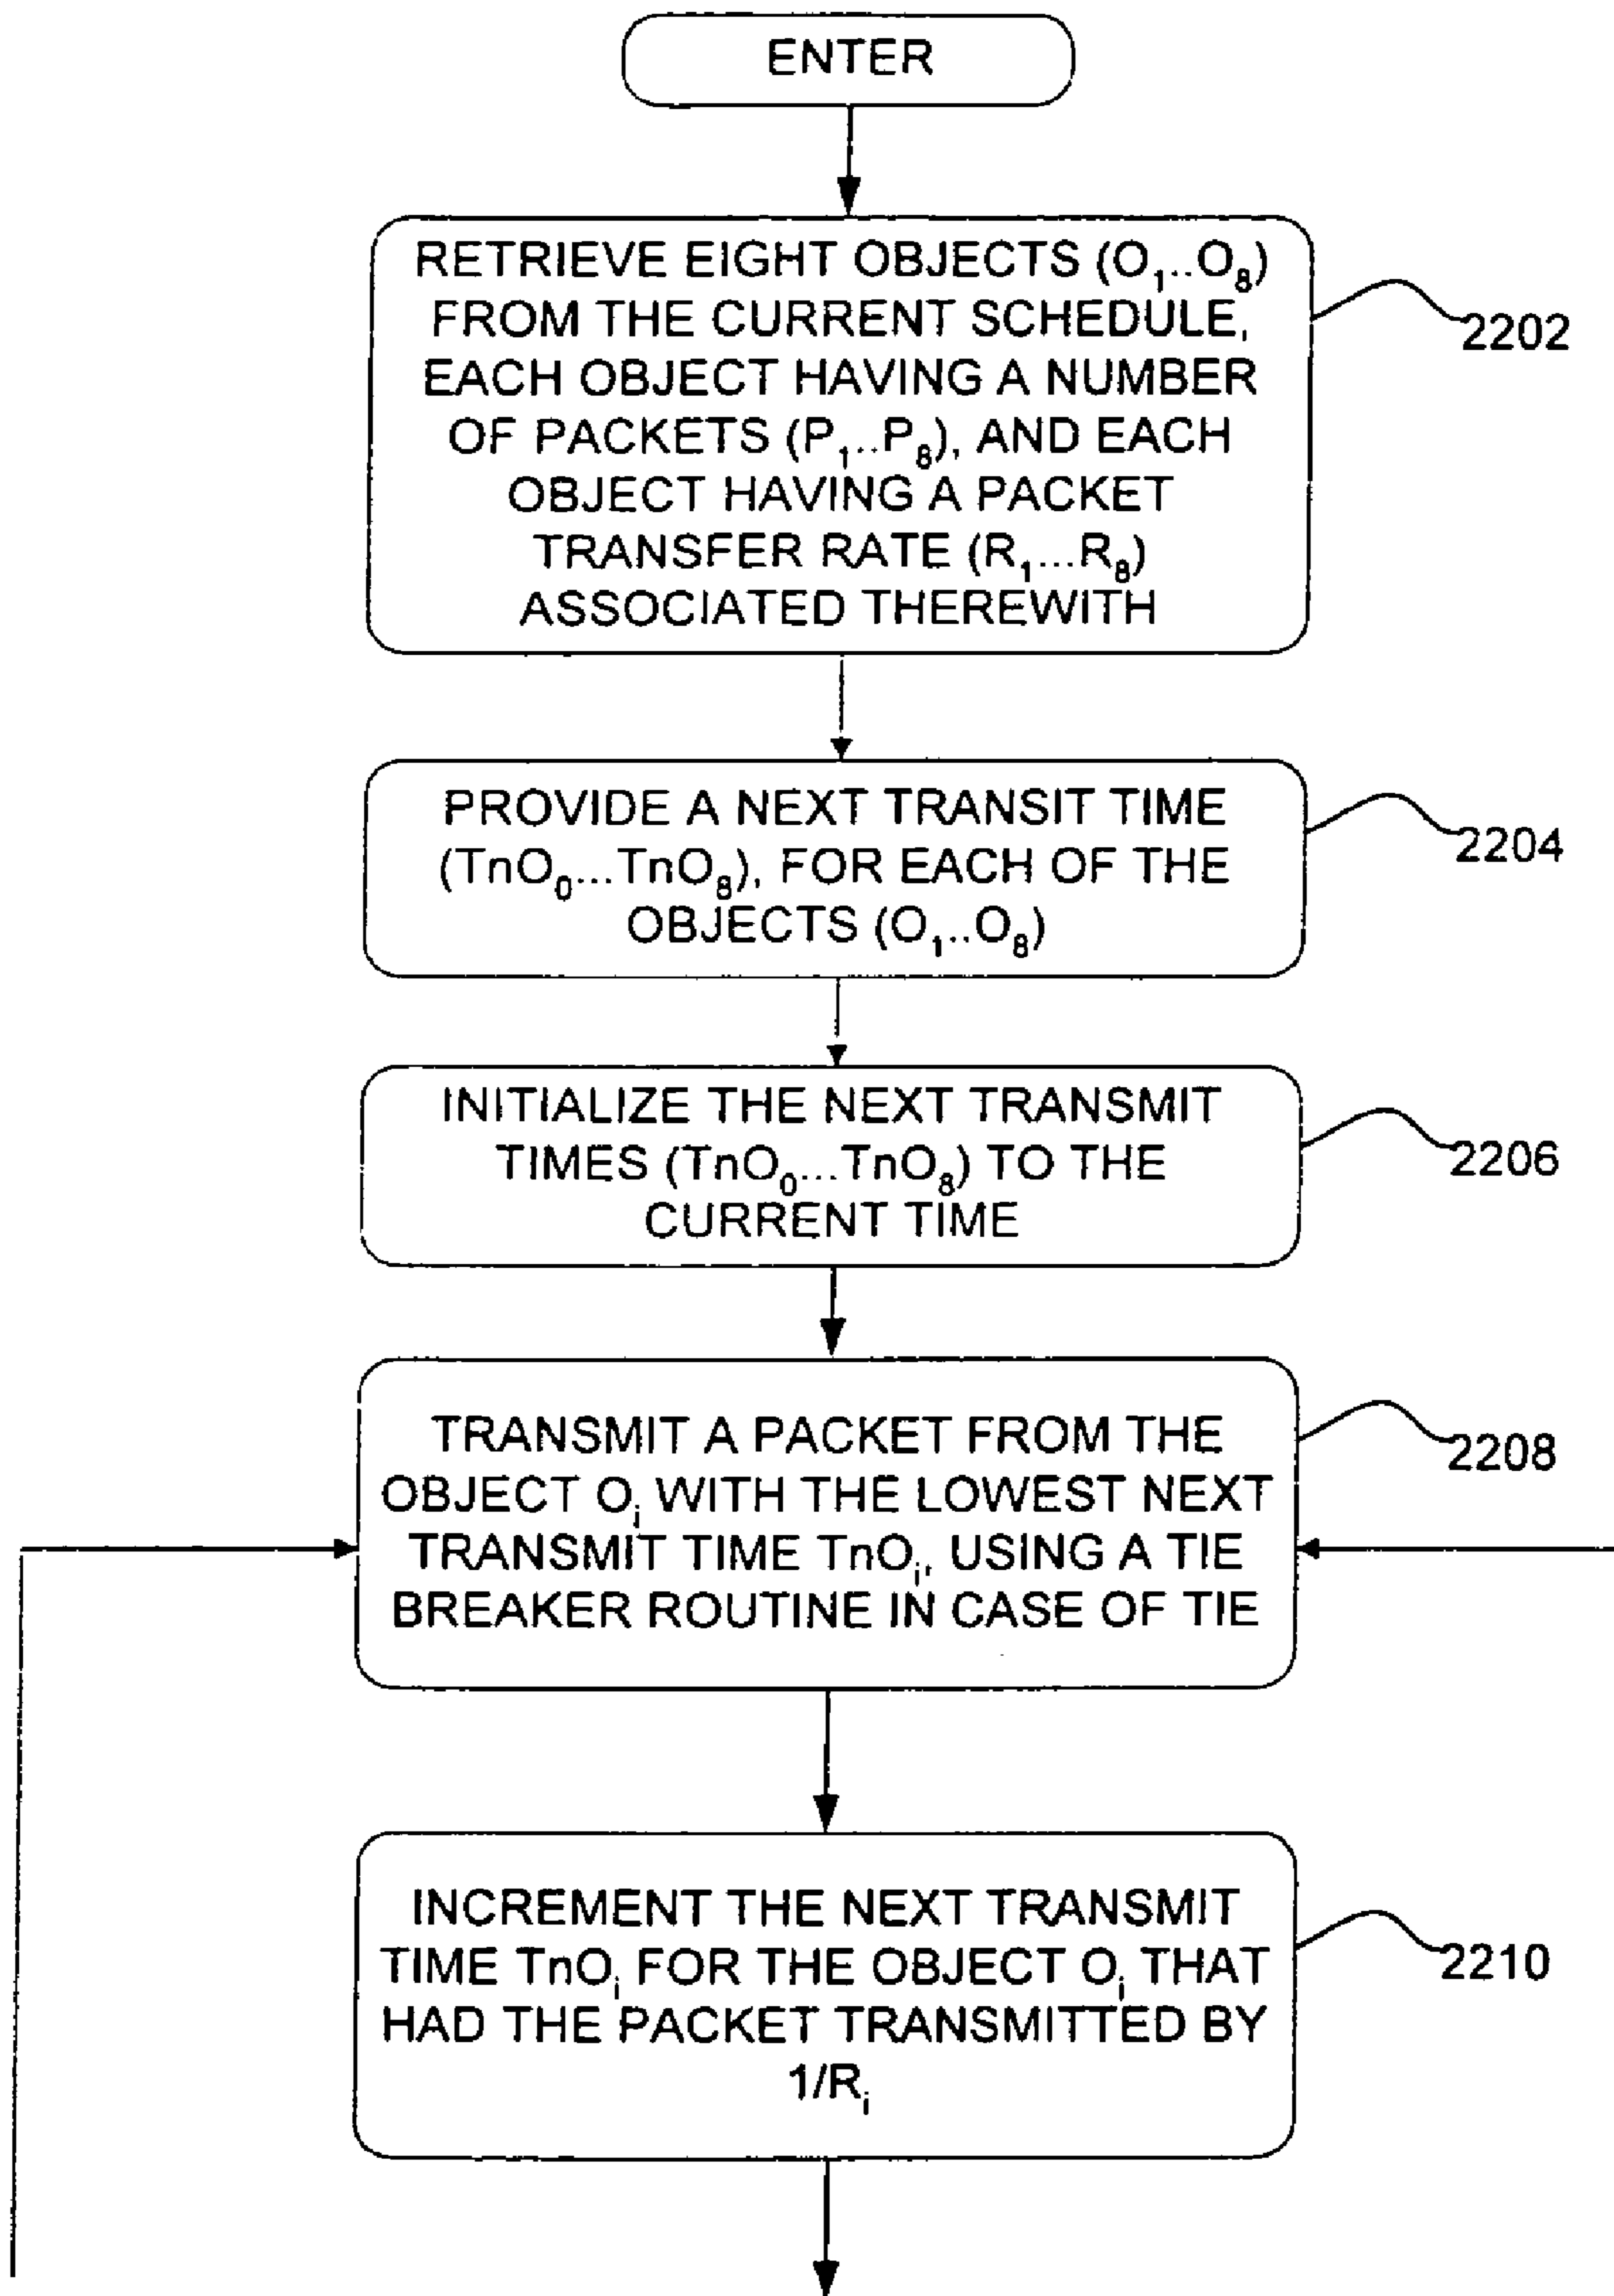 ENTER
RETRIEVE EIGHT OBJECTS (O₁..O₈)
FROM THE CURRENT SCHEDULE,
EACH OBJECT HAVING A NUMBER
OF PACKETS (P₁..P₈), AND EACH
OBJECT HAVING A PACKET
TRANSFER RATE (R₁...R₈)
ASSOCIATED THEREWITH
2202
PROVIDE A NEXT TRANSIT TIME
(TnO₀...TnO₈), FOR EACH OF THE
OBJECTS (O₁..O₈)
2204
INITIALIZE THE NEXT TRANSMIT
TIMES (TnO₀...TnO₈) TO THE
CURRENT TIME
2206
TRANSMIT A PACKET FROM THE
OBJECT Oᵢ WITH THE LOWEST NEXT
TRANSMIT TIME TnOᵢ, USING A TIE
BREAKER ROUTINE IN CASE OF TIE
2208
INCREMENT THE NEXT TRANSMIT
TIME TnOᵢ FOR THE OBJECT Oᵢ THAT
HAD THE PACKET TRANSMITTED BY
1/Rᵢ
2210